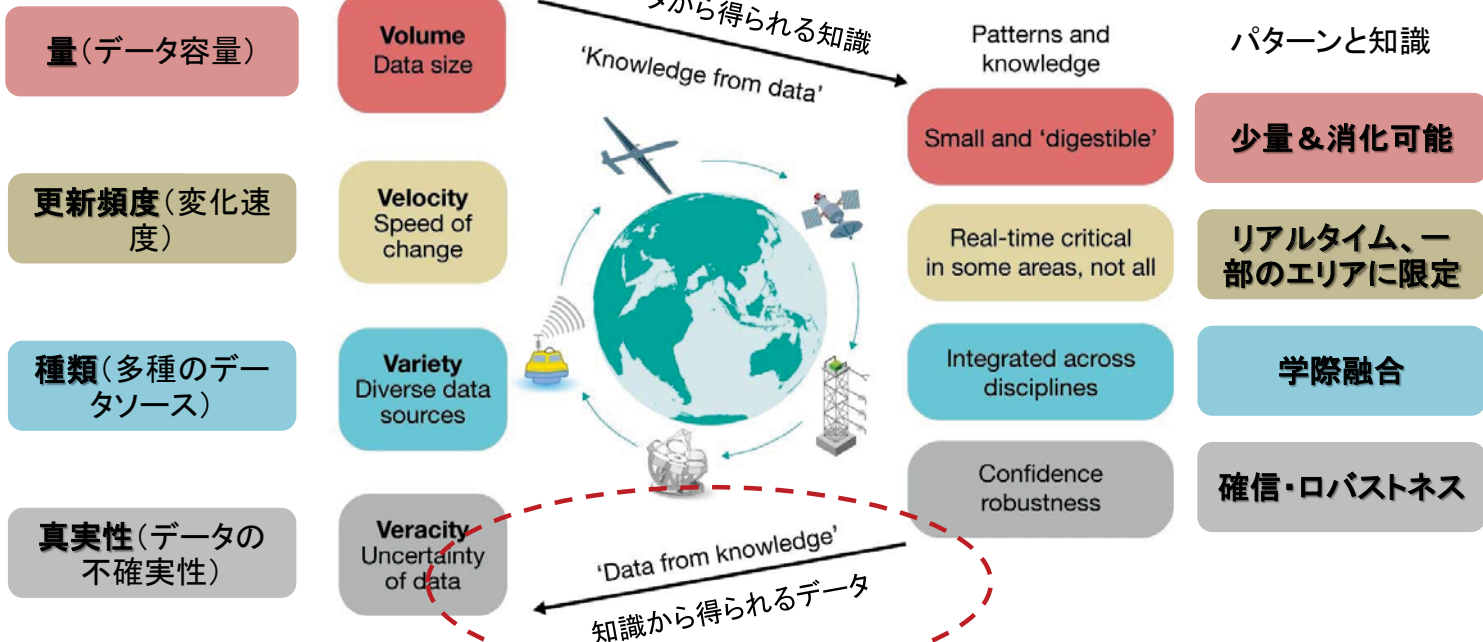 量(データ容量)
Volume
Data size
タから得られる知識
'Knowledge from data'
Patterns and
knowledge
パターンと知識
Small and 'digestible'
少量&消化可能
更新頻度(変化速
度)
Velocity
Speed of
change
Real-time critical
in some areas, not all
リアルタイム、一
部のエリアに限定
種類(多種のデー
タソース)
Variety
Diverse data
sources
Integrated across
disciplines
学際融合
真実性(データの
不確実性)
Veracity
Uncertainty
of data
Confidence
robustness
確信・ロバストネス
'Data from knowledge'
知識から得られるデータ